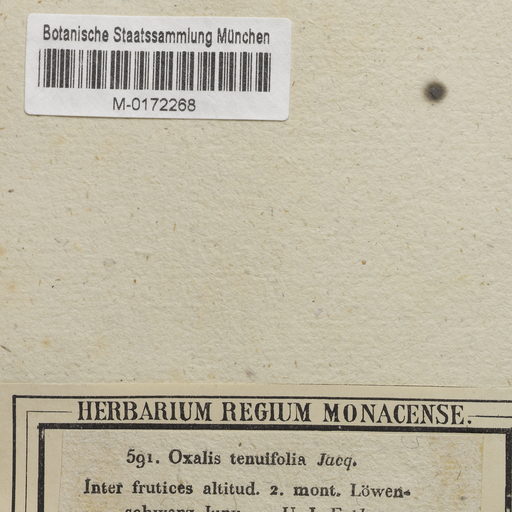 Botanische Staatssammlung München
M-0172268
HERBARIUM REGIUM MONACENSE.
591. Oxalis tenuifolia Jacq.
Inter frutices altitud. 2. mont. Löwen-